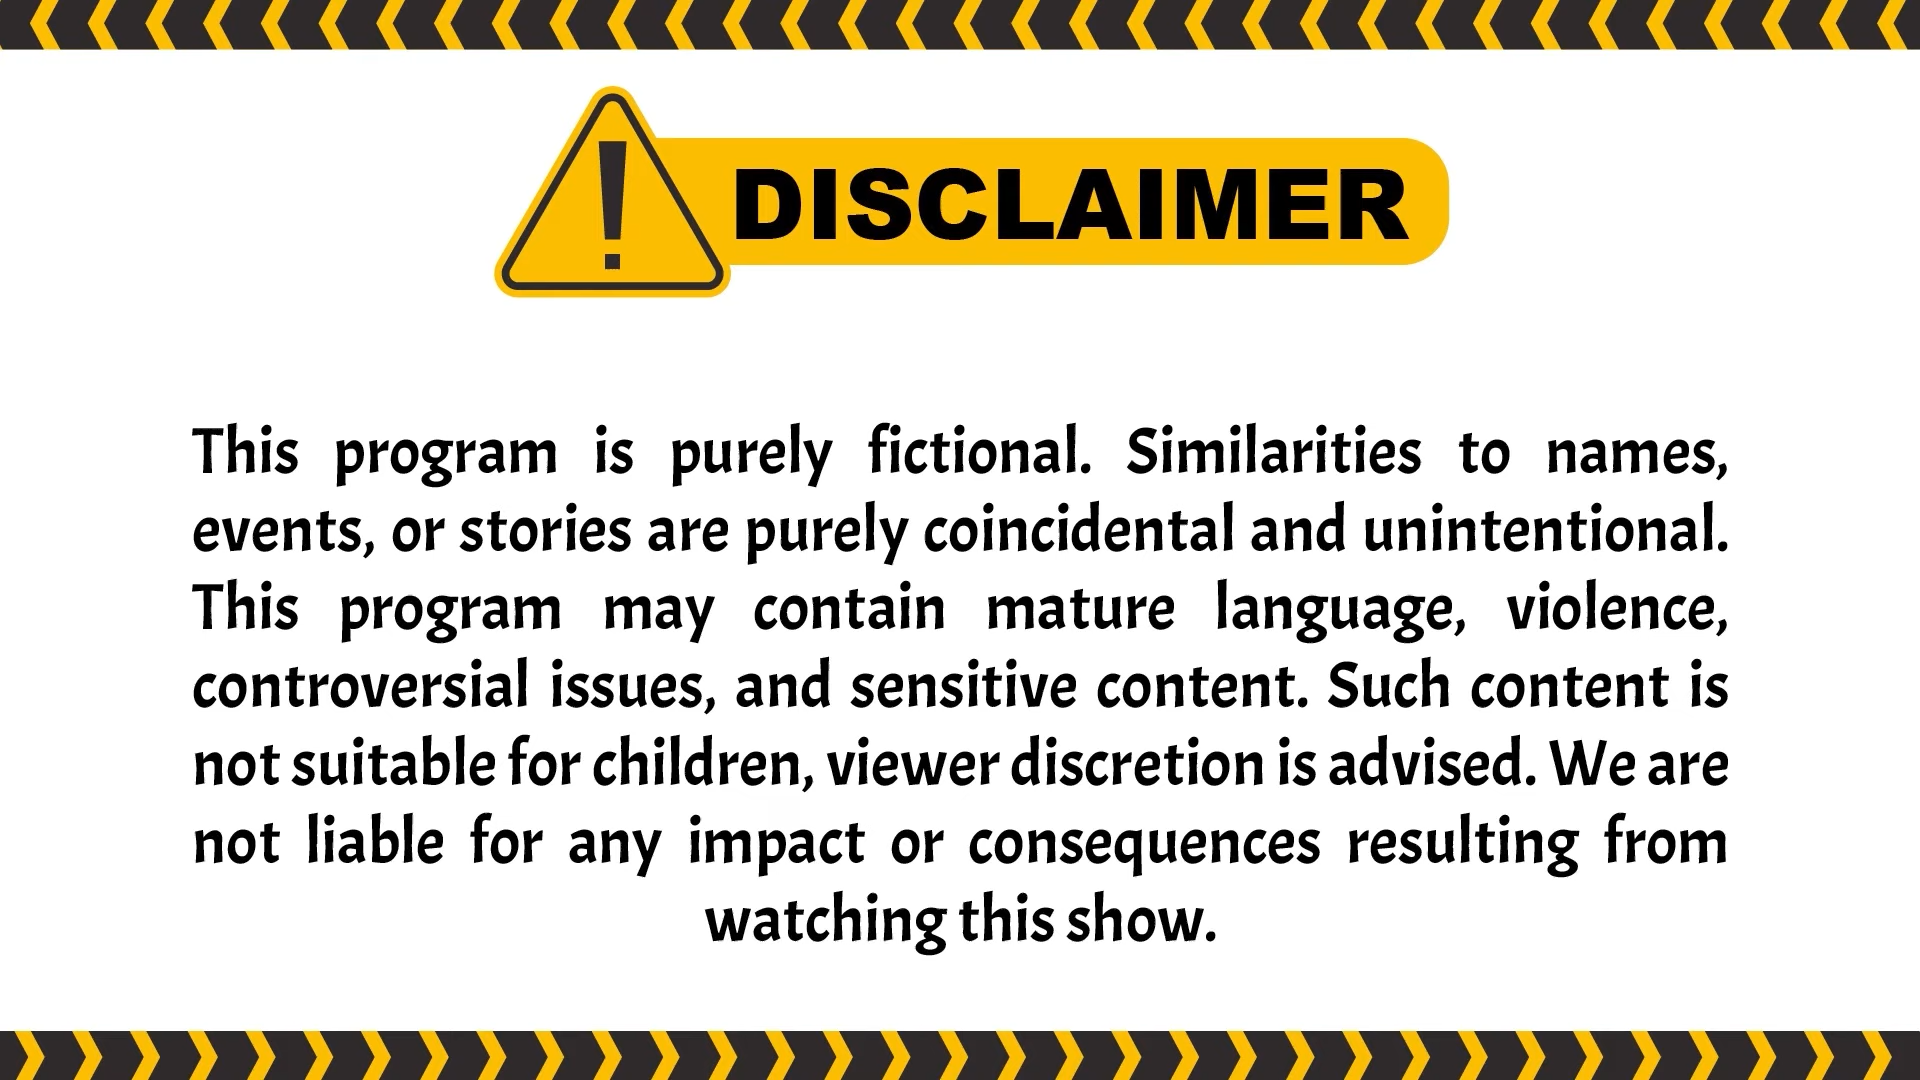 DISCLAIMER
This program is purely fictional. Similarities to names,
events, or stories are purely coincidental and unintentional.
This program may contain mature language, violence,
controversial issues, and sensitive content. Such content is
not suitable for children, viewer discretion is advised. We are
not liable for any impact or consequences resulting from
watching this show.